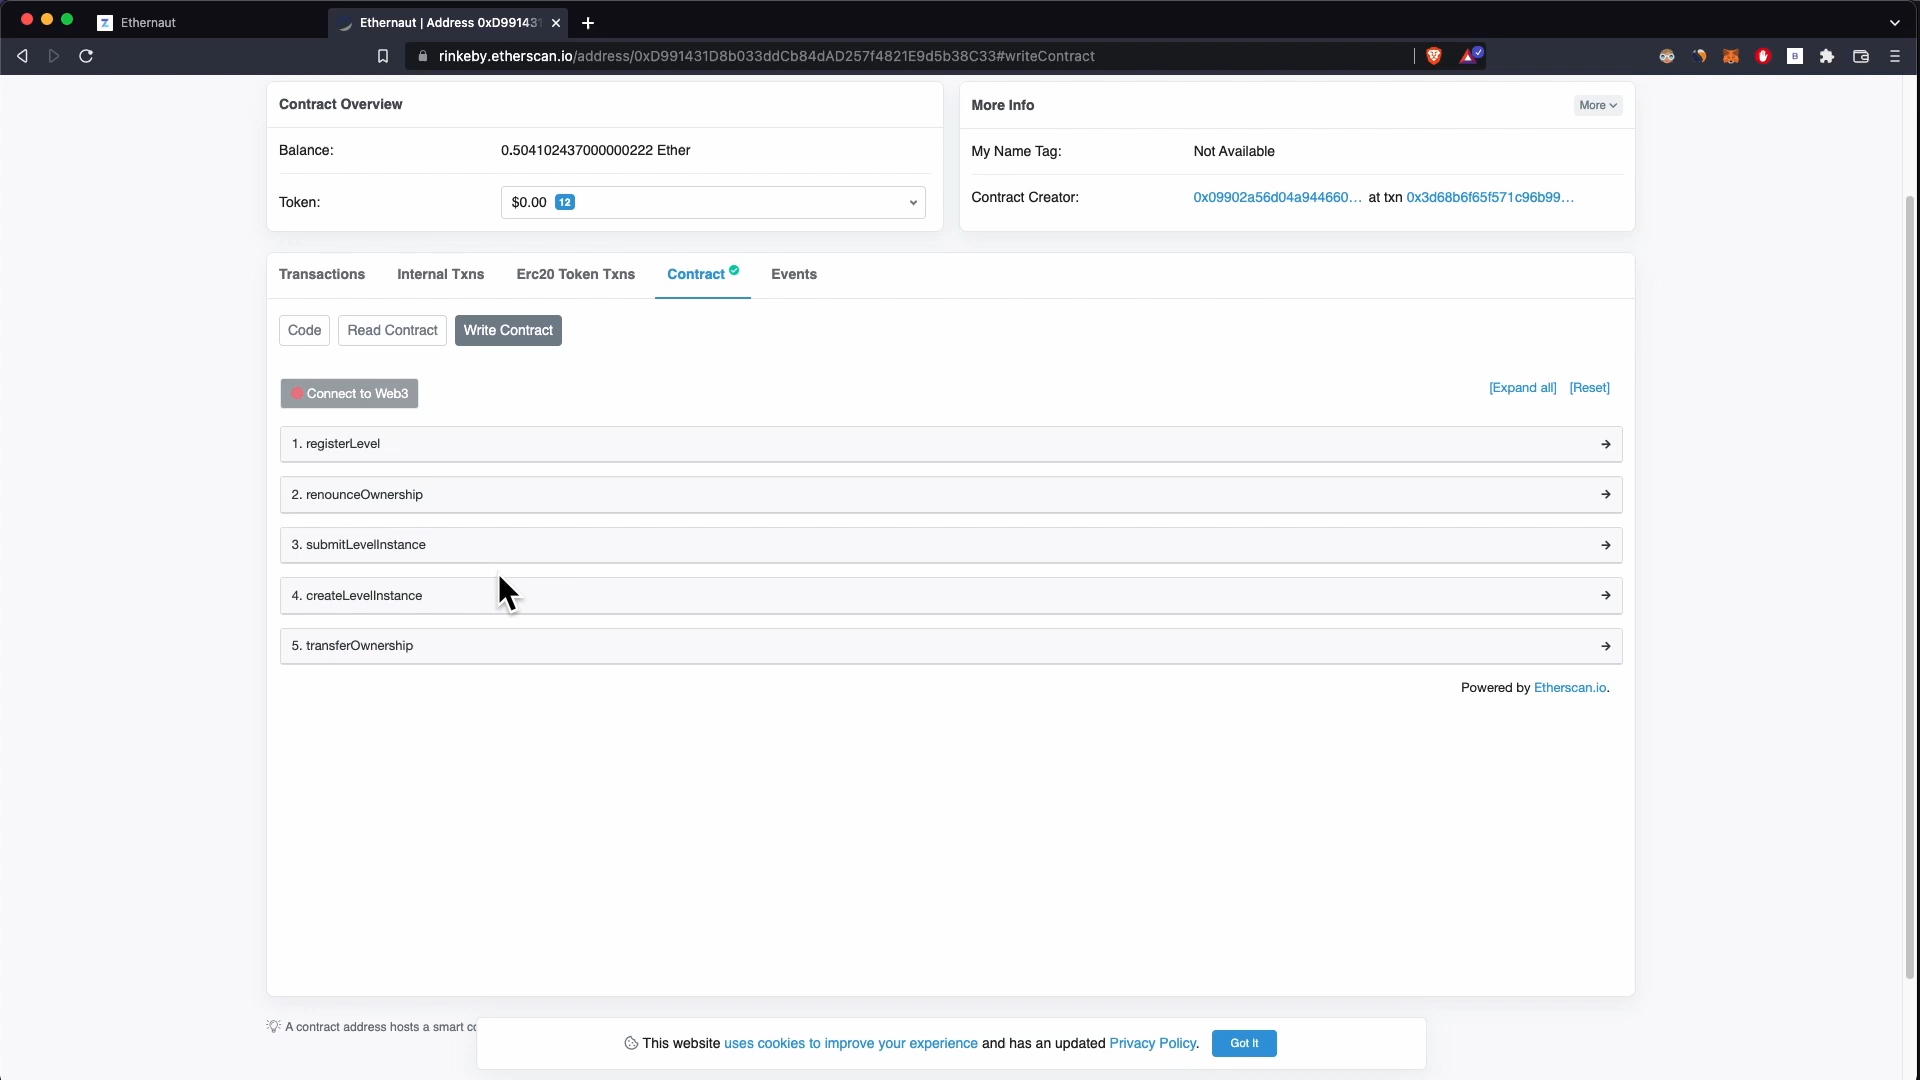 Ethernaut
Ethernaut | Address 0xD991431
rinkeby.etherscan.io/address/0xD991431D8b033ddCb84dAD257f4821E9d5b38C33#writeContract
Contract Overview
Balance: 0.504102437000000222 Ether
Token: $0.00 12
More Info
More
My Name Tag: Not Available
Contract Creator: 0x09902a56d04a944660... at txn 0x3d68b6f65f571c96b99...
Transactions Internal Txns Erc20 Token Txns Contract Events
Code Read Contract Write Contract
Connect to Web3
[Expand all] [Reset]
1. registerLevel
2. renounceOwnership
3. submitLevelInstance
4. createLevelInstance
5. transferOwnership
Powered by Etherscan.io.
A contract address hosts a smart
This website uses cookies to improve your experience and has an updated Privacy Policy. Got It